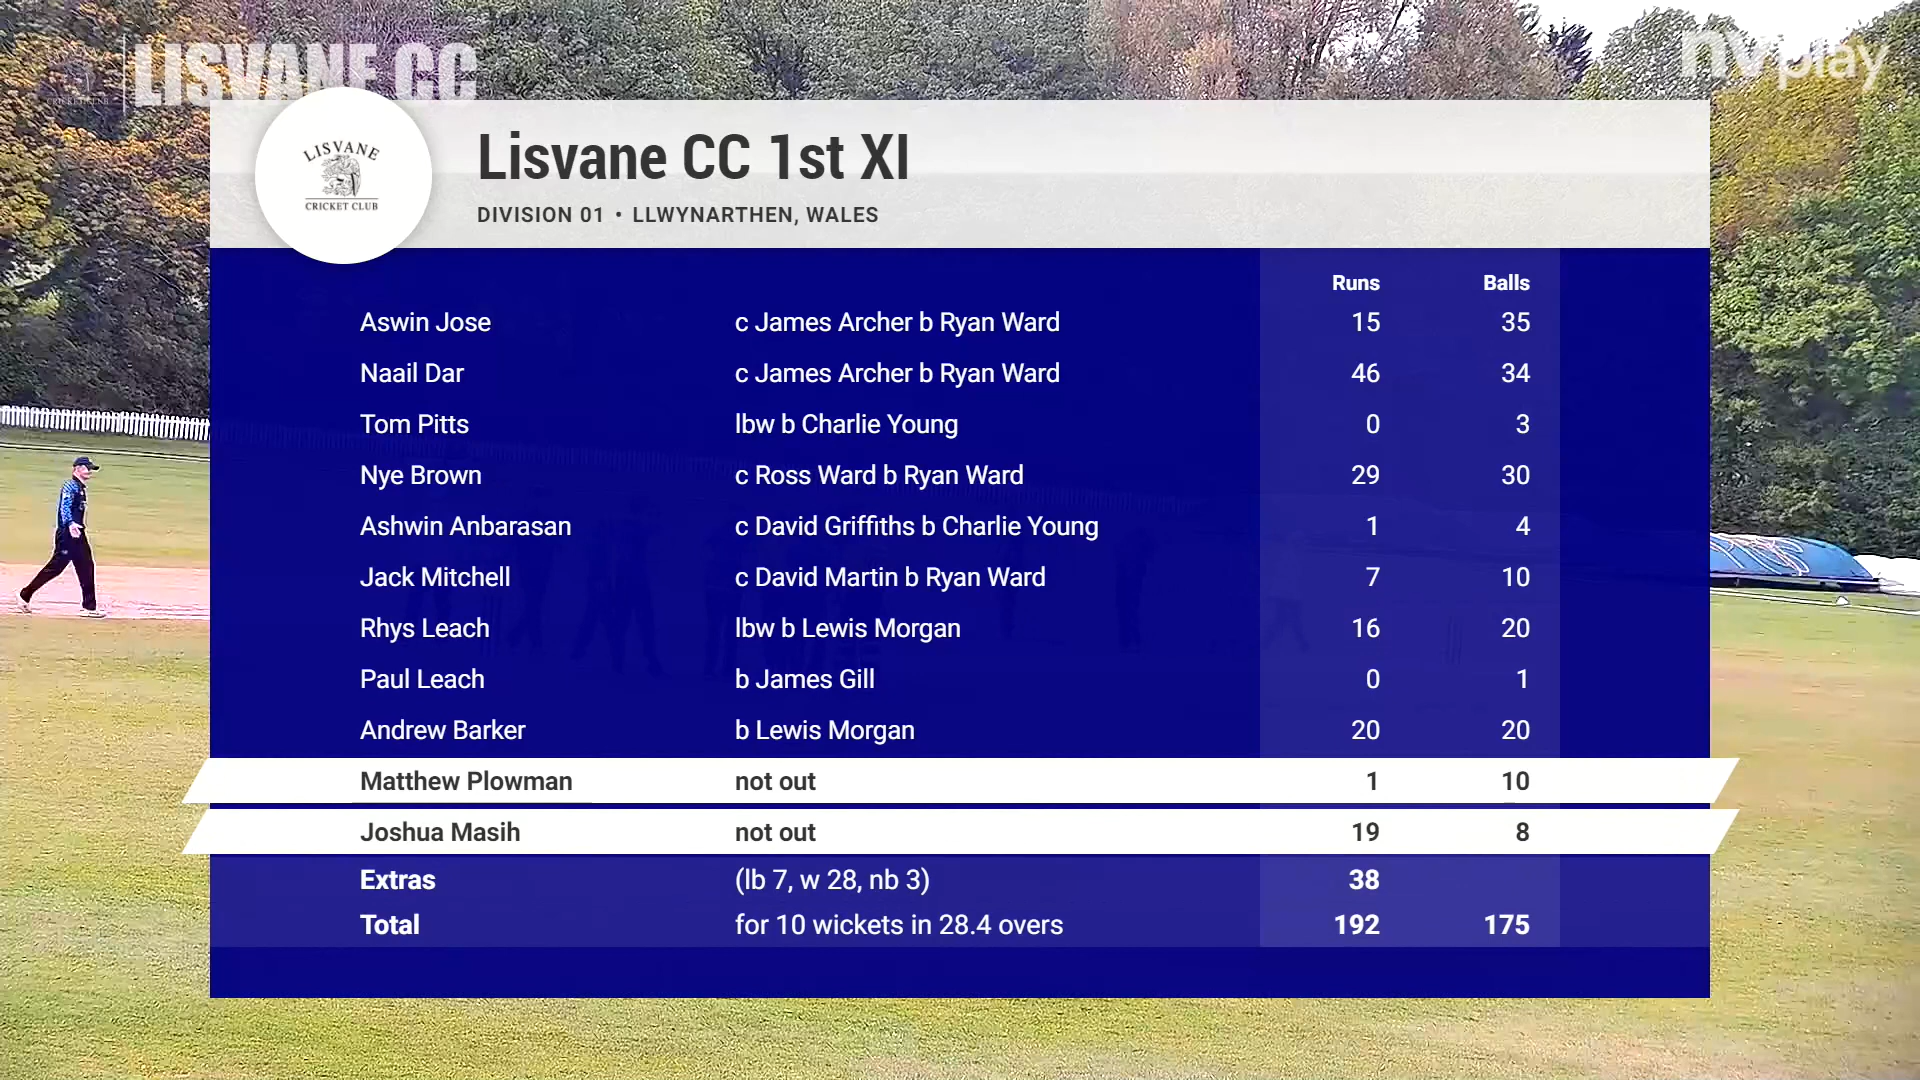 LISVANE CC
nvplay
LISVANE
CRICKET CLUB
Lisvane CC 1st XI
DIVISION 01 • LLWYNARTHEN, WALES
Runs Balls
Aswin Jose c James Archer b Ryan Ward 15 35
Naail Dar c James Archer b Ryan Ward 46 34
Tom Pitts lbw b Charlie Young 0 3
Nye Brown c Ross Ward b Ryan Ward 29 30
Ashwin Anbarasan c David Griffiths b Charlie Young 1 4
Jack Mitchell c David Martin b Ryan Ward 7 10
Rhys Leach lbw b Lewis Morgan 16 20
Paul Leach b James Gill 0 1
Andrew Barker b Lewis Morgan 20 20
Matthew Plowman not out 1 10
Joshua Masih not out 19 8
Extras (lb 7, w 28, nb 3) 38
Total for 10 wickets in 28.4 overs 192 175